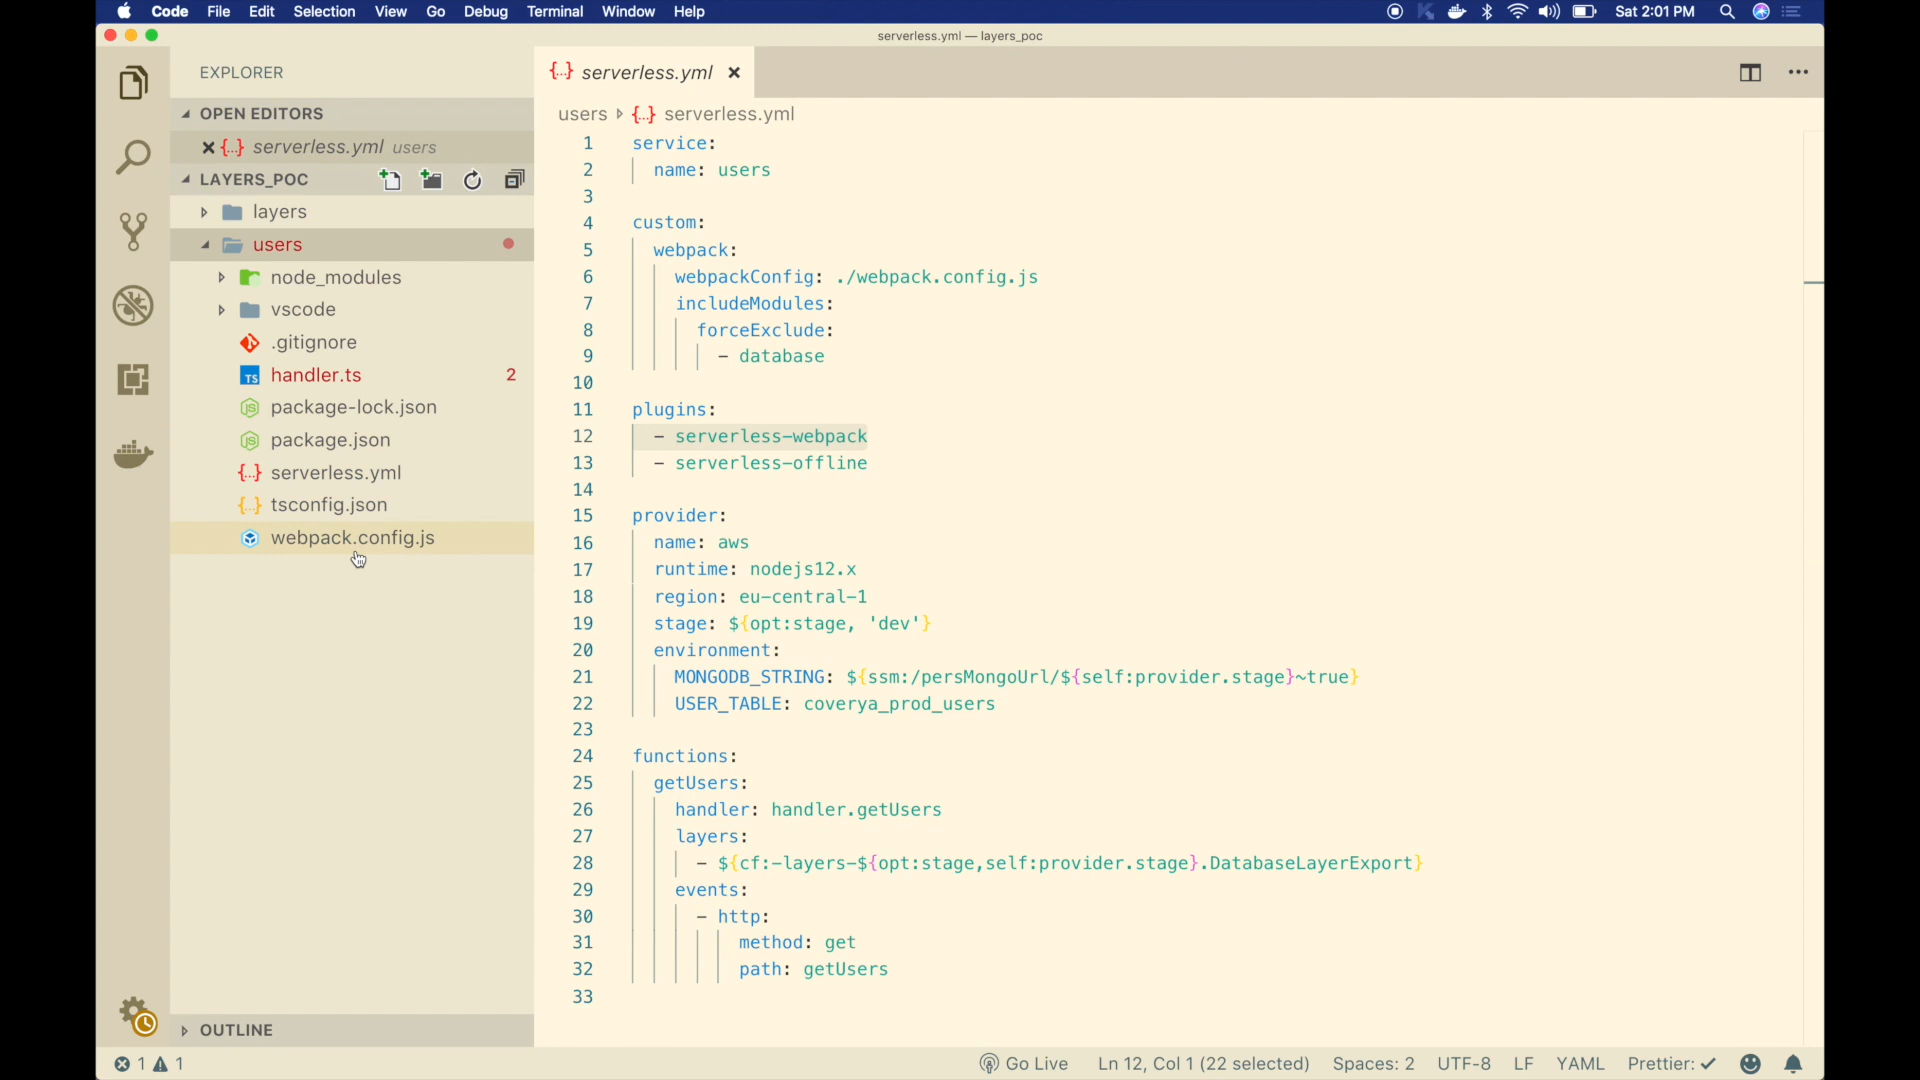 Code File Edit Selection View Go Debug Terminal Window Help
Sat 2:01 PM
serverless.yml — layers_poc
EXPLORER
OPEN EDITORS
{..} serverless.yml users
LAYERS_POC
layers
users
node_modules
vscode
.gitignore
TS handler.ts 2
JS package-lock.json
JS package.json
{..} serverless.yml
{..} tsconfig.json
webpack.config.js
OUTLINE
{..} serverless.yml
users {..} serverless.yml
1 service:
2 name: users
3
4 custom:
5 webpack:
6 webpackConfig: ./webpack.config.js
7 includeModules:
8 forceExclude:
9 - database
10
11 plugins:
12 - serverless-webpack
13 - serverless-offline
14
15 provider:
16 name: aws
17 runtime: nodejs12.x
18 region: eu-central-1
19 stage: ${opt:stage, 'dev'}
20 environment:
21 MONGODB_STRING: ${ssm:/persMongoUrl/${self:provider.stage}~true}
22 USER_TABLE: coverya_prod_users
23
24 functions:
25 getUsers:
26 handler: handler.getUsers
27 layers:
28 - ${cf:-layers-${opt:stage,self:provider.stage}.DatabaseLayerExport}
29 events:
30 - http:
31 method: get
32 path: getUsers
33
1 1
Go Live Ln 12, Col 1 (22 selected) Spaces: 2 UTF-8 LF YAML Prettier: ✓